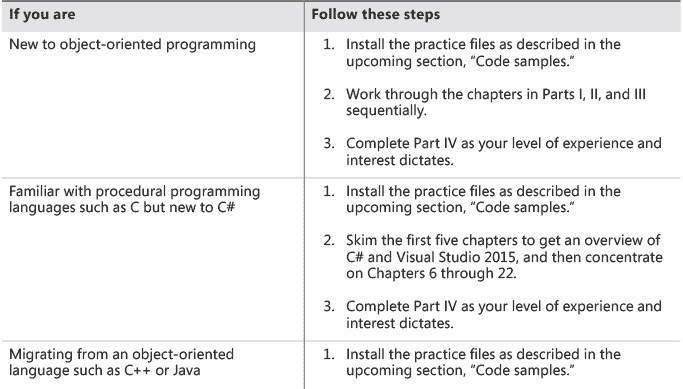 If you are
Follow these steps
New to object-oriented programming
1. Install the practice files as described in the
upcoming section, “Code samples.”
2. Work through the chapters in Parts I, II, and III
sequentially.
3. Complete Part IV as your level of experience and
interest dictates.
Familiar with procedural programming
languages such as C but new to C#
1. Install the practice files as described in the
upcoming section, “Code samples.”
2. Skim the first five chapters to get an overview of
C# and Visual Studio 2015, and then concentrate
on Chapters 6 through 22.
3. Complete Part IV as your level of experience and
interest dictates.
Migrating from an object-oriented
language such as C++ or Java
1. Install the practice files as described in the
upcoming section, “Code samples.”